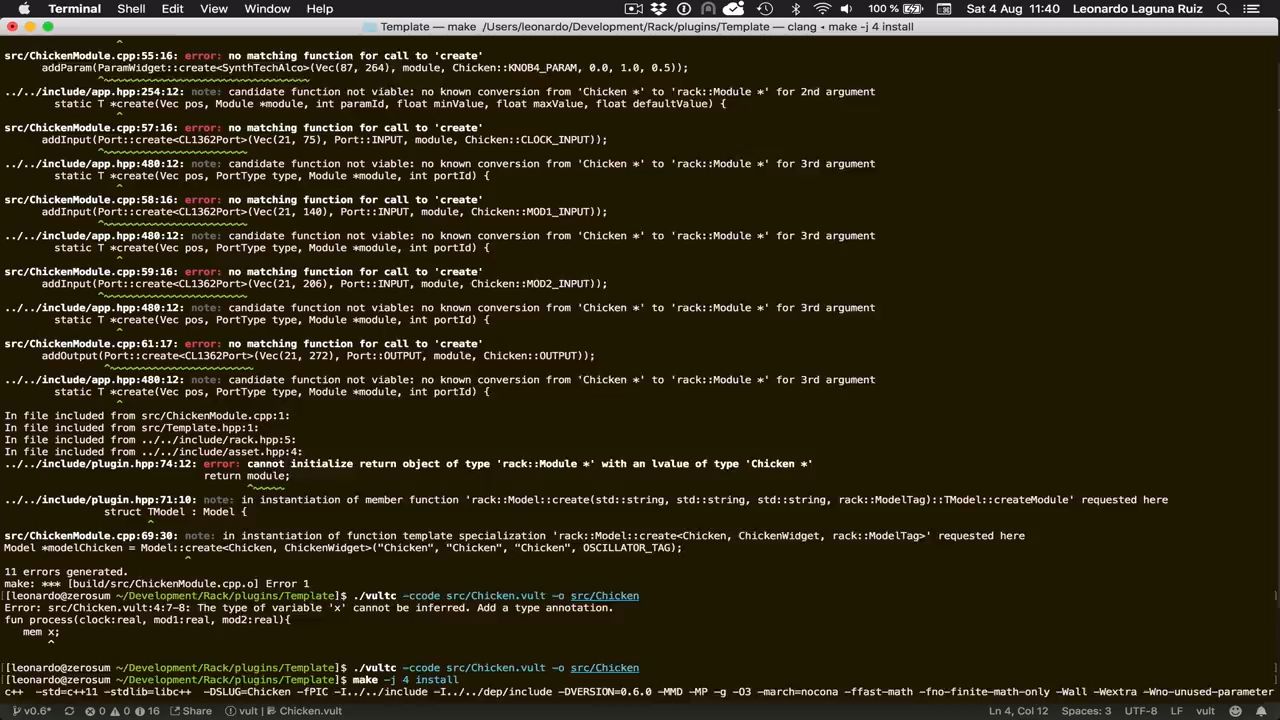 Terminal Shell Edit View Window Help 100 % Sat 4 Aug 11:40 Leonardo Laguna Ruiz
Template — make /Users/leonardo/Development/Rack/plugins/Template — clang ◂ make -j 4 install
^
src/ChickenModule.cpp:55:16: error: no matching function for call to 'create'
addParam(ParamWidget::create<SynthTechAlco>(Vec(87, 264), module, Chicken::KNOB4_PARAM, 0.0, 1.0, 0.5));
^~~~~~~~~~~~~~~~~~~~~~~~~~~~~~~~~~
../../include/app.hpp:254:12: note: candidate function not viable: no known conversion from 'Chicken *' to 'rack::Module *' for 2nd argument
static T *create(Vec pos, Module *module, int paramId, float minValue, float maxValue, float defaultValue) {
^
src/ChickenModule.cpp:57:16: error: no matching function for call to 'create'
addInput(Port::create<CL1362Port>(Vec(21, 75), Port::INPUT, module, Chicken::CLOCK_INPUT));
^~~~~~~~~~~~~~~~~~~~~~~~
../../include/app.hpp:480:12: note: candidate function not viable: no known conversion from 'Chicken *' to 'rack::Module *' for 3rd argument
static T *create(Vec pos, PortType type, Module *module, int portId) {
^
src/ChickenModule.cpp:58:16: error: no matching function for call to 'create'
addInput(Port::create<CL1362Port>(Vec(21, 140), Port::INPUT, module, Chicken::MOD1_INPUT));
^~~~~~~~~~~~~~~~~~~~~~~~
../../include/app.hpp:480:12: note: candidate function not viable: no known conversion from 'Chicken *' to 'rack::Module *' for 3rd argument
static T *create(Vec pos, PortType type, Module *module, int portId) {
^
src/ChickenModule.cpp:59:16: error: no matching function for call to 'create'
addInput(Port::create<CL1362Port>(Vec(21, 206), Port::INPUT, module, Chicken::MOD2_INPUT));
^~~~~~~~~~~~~~~~~~~~~~~~
../../include/app.hpp:480:12: note: candidate function not viable: no known conversion from 'Chicken *' to 'rack::Module *' for 3rd argument
static T *create(Vec pos, PortType type, Module *module, int portId) {
^
src/ChickenModule.cpp:61:17: error: no matching function for call to 'create'
addOutput(Port::create<CL1362Port>(Vec(21, 272), Port::OUTPUT, module, Chicken::OUTPUT));
^~~~~~~~~~~~~~~~~~~~~~~~
../../include/app.hpp:480:12: note: candidate function not viable: no known conversion from 'Chicken *' to 'rack::Module *' for 3rd argument
static T *create(Vec pos, PortType type, Module *module, int portId) {
^
In file included from src/ChickenModule.cpp:1:
In file included from src/Template.hpp:1:
In file included from ../../include/rack.hpp:5:
In file included from ../../include/asset.hpp:4:
../../include/plugin.hpp:74:12: error: cannot initialize return object of type 'rack::Module *' with an lvalue of type 'Chicken *'
return module;
^~~~~~
../../include/plugin.hpp:71:10: note: in instantiation of member function 'rack::Model::create(std::string, std::string, std::string, rack::ModelTag)::TModel::createModule' requested here
struct TModel : Model {
^
src/ChickenModule.cpp:69:30: note: in instantiation of function template specialization 'rack::Model::create<Chicken, ChickenWidget, rack::ModelTag>' requested here
Model *modelChicken = Model::create<Chicken, ChickenWidget>("Chicken", "Chicken", "Chicken", OSCILLATOR_TAG);
^
11 errors generated.
make: *** [build/src/ChickenModule.cpp.o] Error 1
[leonardo@zerosum ~/Development/Rack/plugins/Template]$ ./vultc -ccode src/Chicken.vult -o src/Chicken
Error: src/Chicken.vult:4:7-8: The type of variable 'x' cannot be inferred. Add a type annotation.
fun process(clock:real, mod1:real, mod2:real){
mem x;
^
[leonardo@zerosum ~/Development/Rack/plugins/Template]$ ./vultc -ccode src/Chicken.vult -o src/Chicken
[leonardo@zerosum ~/Development/Rack/plugins/Template]$ make -j 4 install
c++ -std=c++11 -stdlib=libc++ -DSLUG=Chicken -fPIC -I../../include -I../../dep/include -DVERSION=0.6.0 -MMD -MP -g -O3 -march=nocona -ffast-math -fno-finite-math-only -Wall -Wextra -Wno-unused-parameter
v0.6* 0 0 16 Share vult | Chicken.vult Ln 4, Col 12 Spaces: 3 UTF-8 LF vult